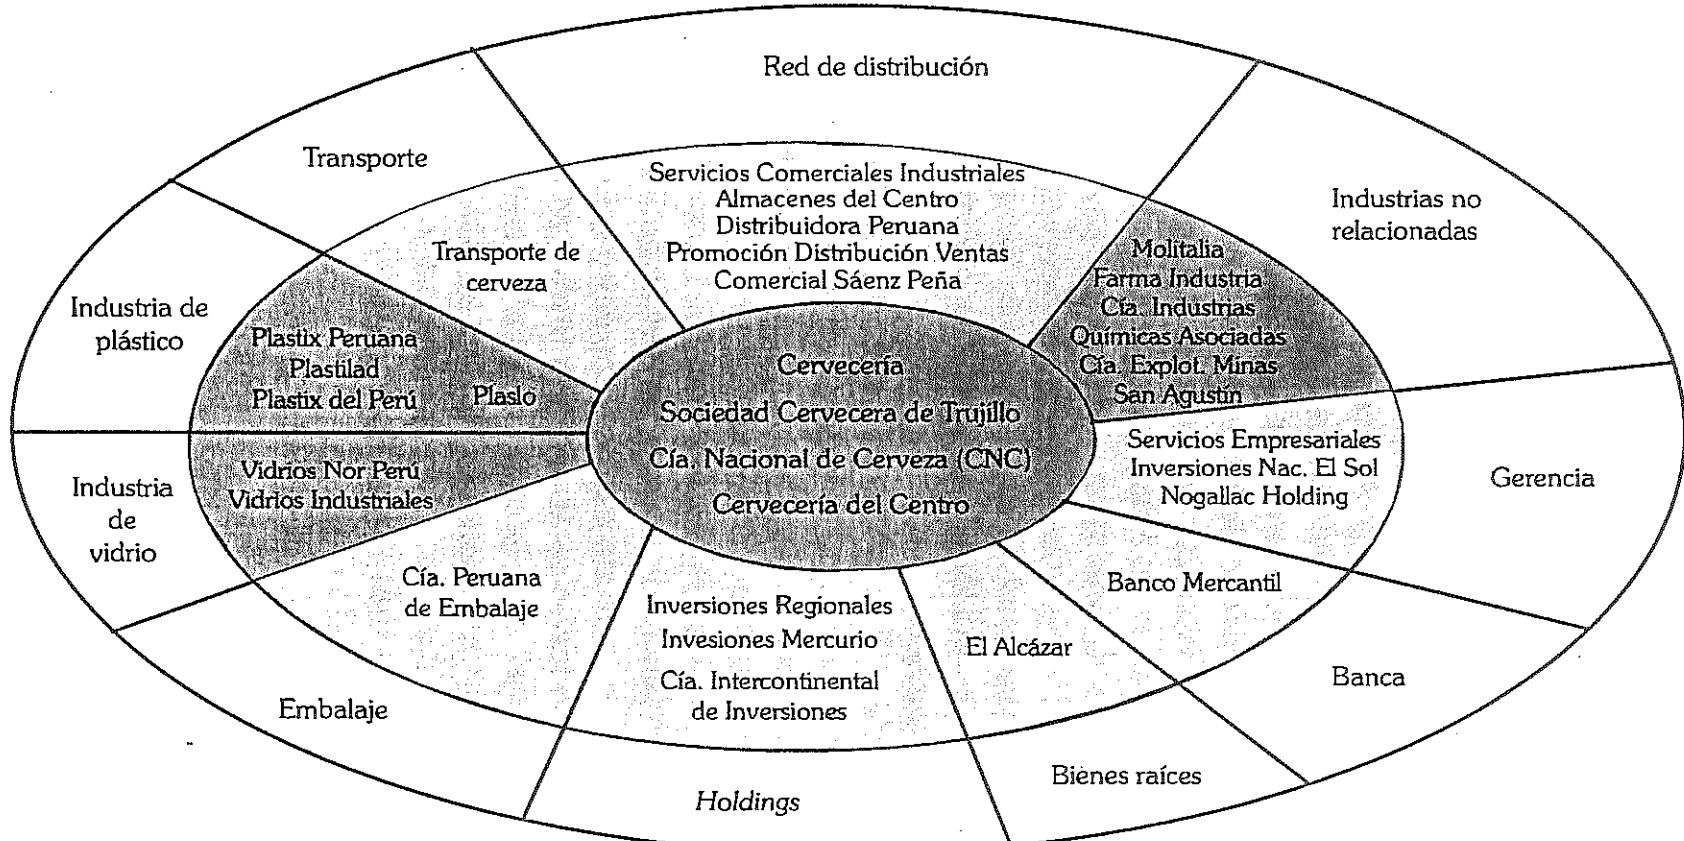 Red de distribución
Transporte
Servicios Comerciales Industriales
Almacenes del Centro
Distribuidora Peruana
Promoción Distribución Ventas
Comercial Sáenz Peña
Industrias no
relacionadas
Transporte de
cerveza
Molitalia
Farma Industria
Cía. Industrias
Químicas Asociadas
Cía. Explot. Minas
San Agustín
Industria de
plástico
Plastix Peruana
Plastilad
Plastix del Perú
Plaslo
Cervecería
Sociedad Cervecera de Trujillo
Cía. Nacional de Cerveza (CNC)
Cervecería del Centro
Servicios Empresariales
Inversiones Nac. El Sol
Nogallac Holding
Gerencia
Industria
de
vidrio
Vidrios Nor Perú
Vidrios Industriales
Cía. Peruana
de Embalaje
Inversiones Regionales
Invesiones Mercurio
Cía. Intercontinental
de Inversiones
El Alcázar
Banco Mercantil
Banca
Embalaje
Holdings
Bienes raíces